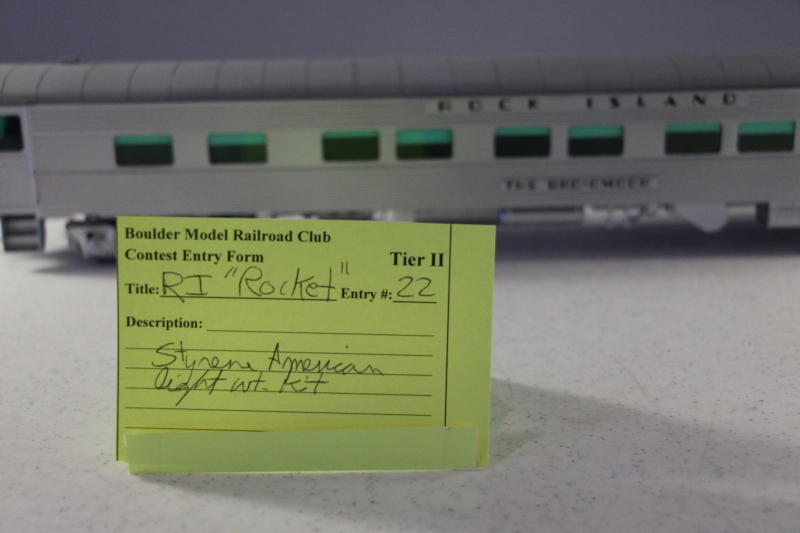 ROCK ISLAND
THE
Boulder Model Railroad Club
Contest Entry Form Tier II
Title: RI "Rocket" Entry #: 22
Description:
Styrene American
light wt. Kit